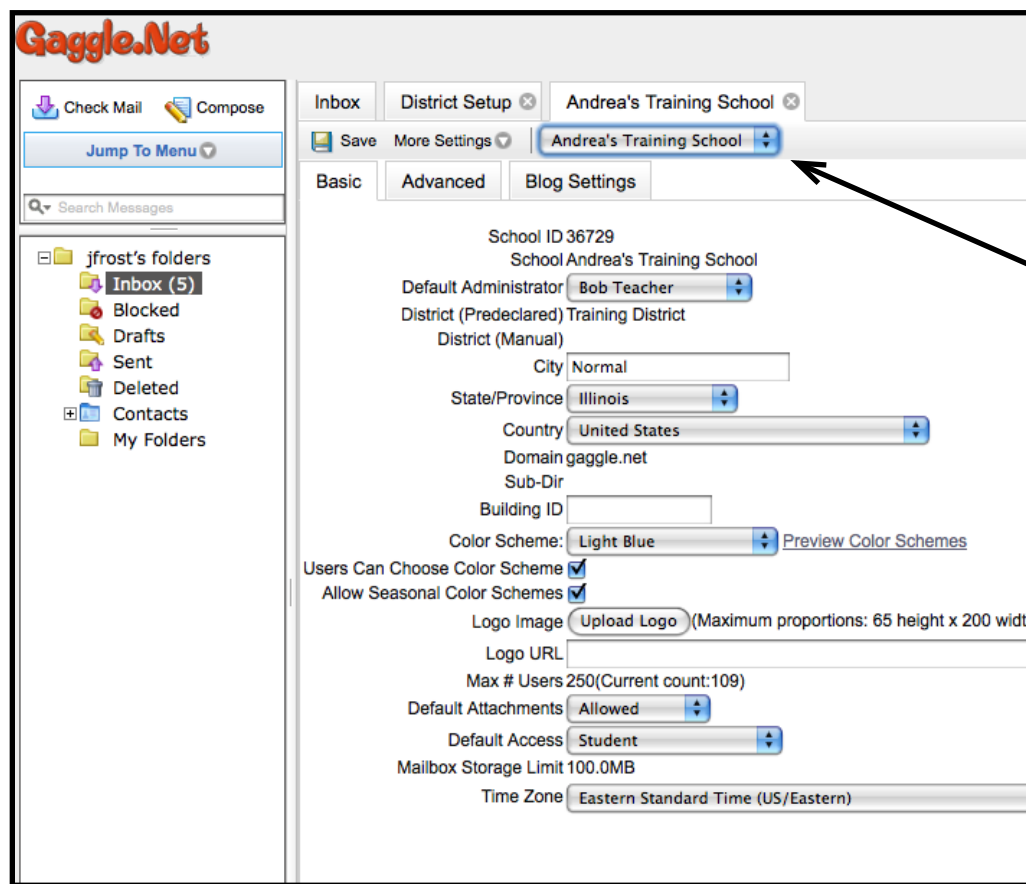 Gaggle.Net
Check Mail Compose
Jump To Menu
Search Messages
jfrost's folders
Inbox (5)
Blocked
Drafts
Sent
Deleted
Contacts
My Folders
Inbox District Setup Andrea's Training School
Save More Settings Andrea's Training School
Basic Advanced Blog Settings
School ID 36729
School Andrea's Training School
Default Administrator Bob Teacher
District (Predeclared) Training District
District (Manual)
City Normal
State/Province Illinois
Country United States
Domain gaggle.net
Sub-Dir
Building ID
Color Scheme: Light Blue Preview Color Schemes
Users Can Choose Color Scheme
Allow Seasonal Color Schemes
Logo Image Upload Logo (Maximum proportions: 65 height x 200 widt
Logo URL
Max # Users 250(Current count:109)
Default Attachments Allowed
Default Access Student
Mailbox Storage Limit 100.0MB
Time Zone Eastern Standard Time (US/Eastern)